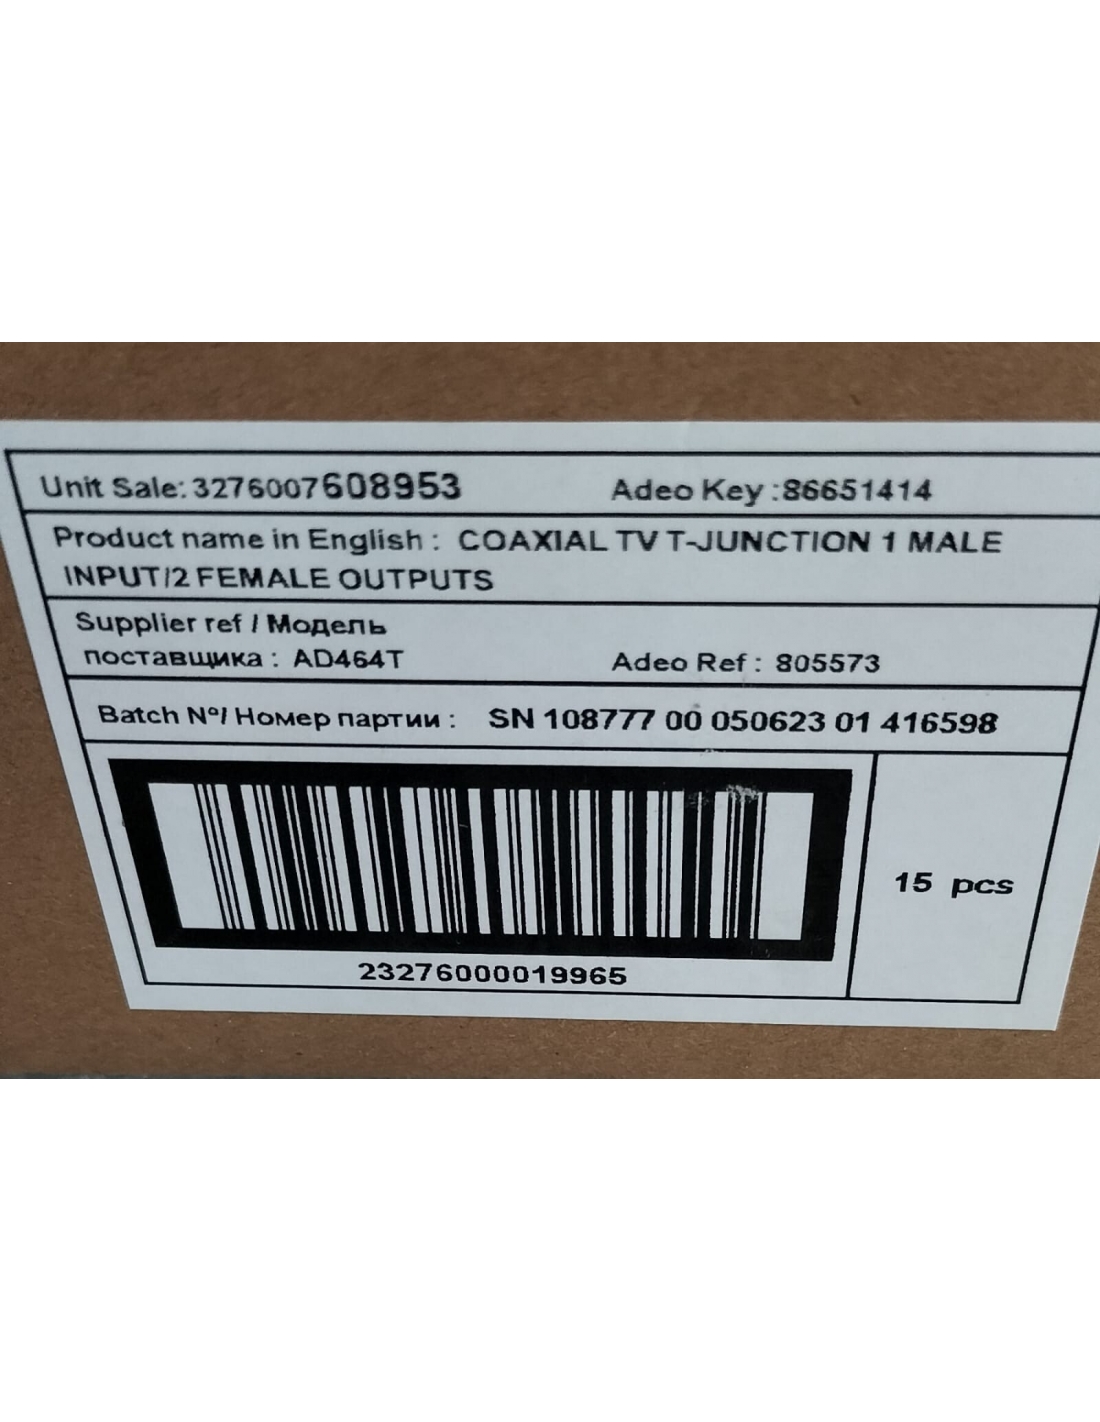 Unit Sale: 3276007608953 Adeo Key :86651414
Product name in English : COAXIAL TV T-JUNCTION 1 MALE
INPUT/2 FEMALE OUTPUTS
Supplier ref / Модель
поставщика : AD464T Adeo Ref : 805573
Batch Nº/ Номер партии : SN 108777 00 050623 01 416598
15 pcs
23276000019965